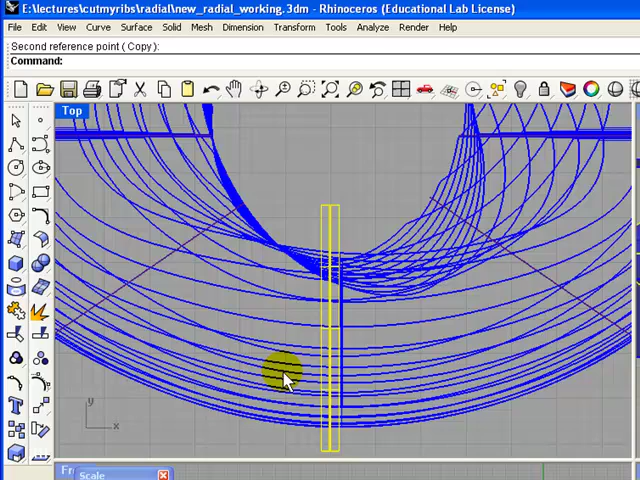 E:\lectures\cutmyribs\radial\new_radial_working.3dm - Rhinoceros (Educational Lab License)
File Edit View Curve Surface Solid Mesh Dimension Transform Tools Analyze Render Help
Second reference point ( Copy ):
Command:
Top
y
x
Scale